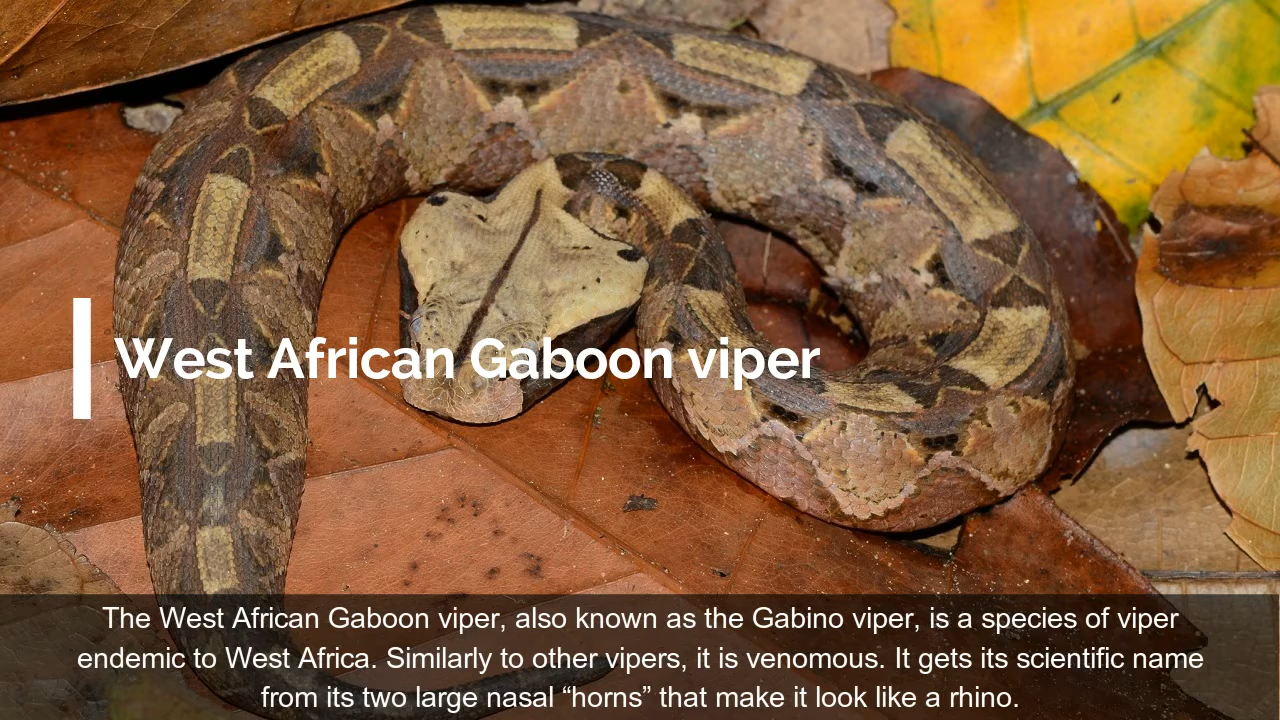 West African Gaboon viper
The West African Gaboon viper, also known as the Gabino viper, is a species of viper
endemic to West Africa. Similarly to other vipers, it is venomous. It gets its scientific name
from its two large nasal “horns” that make it look like a rhino.